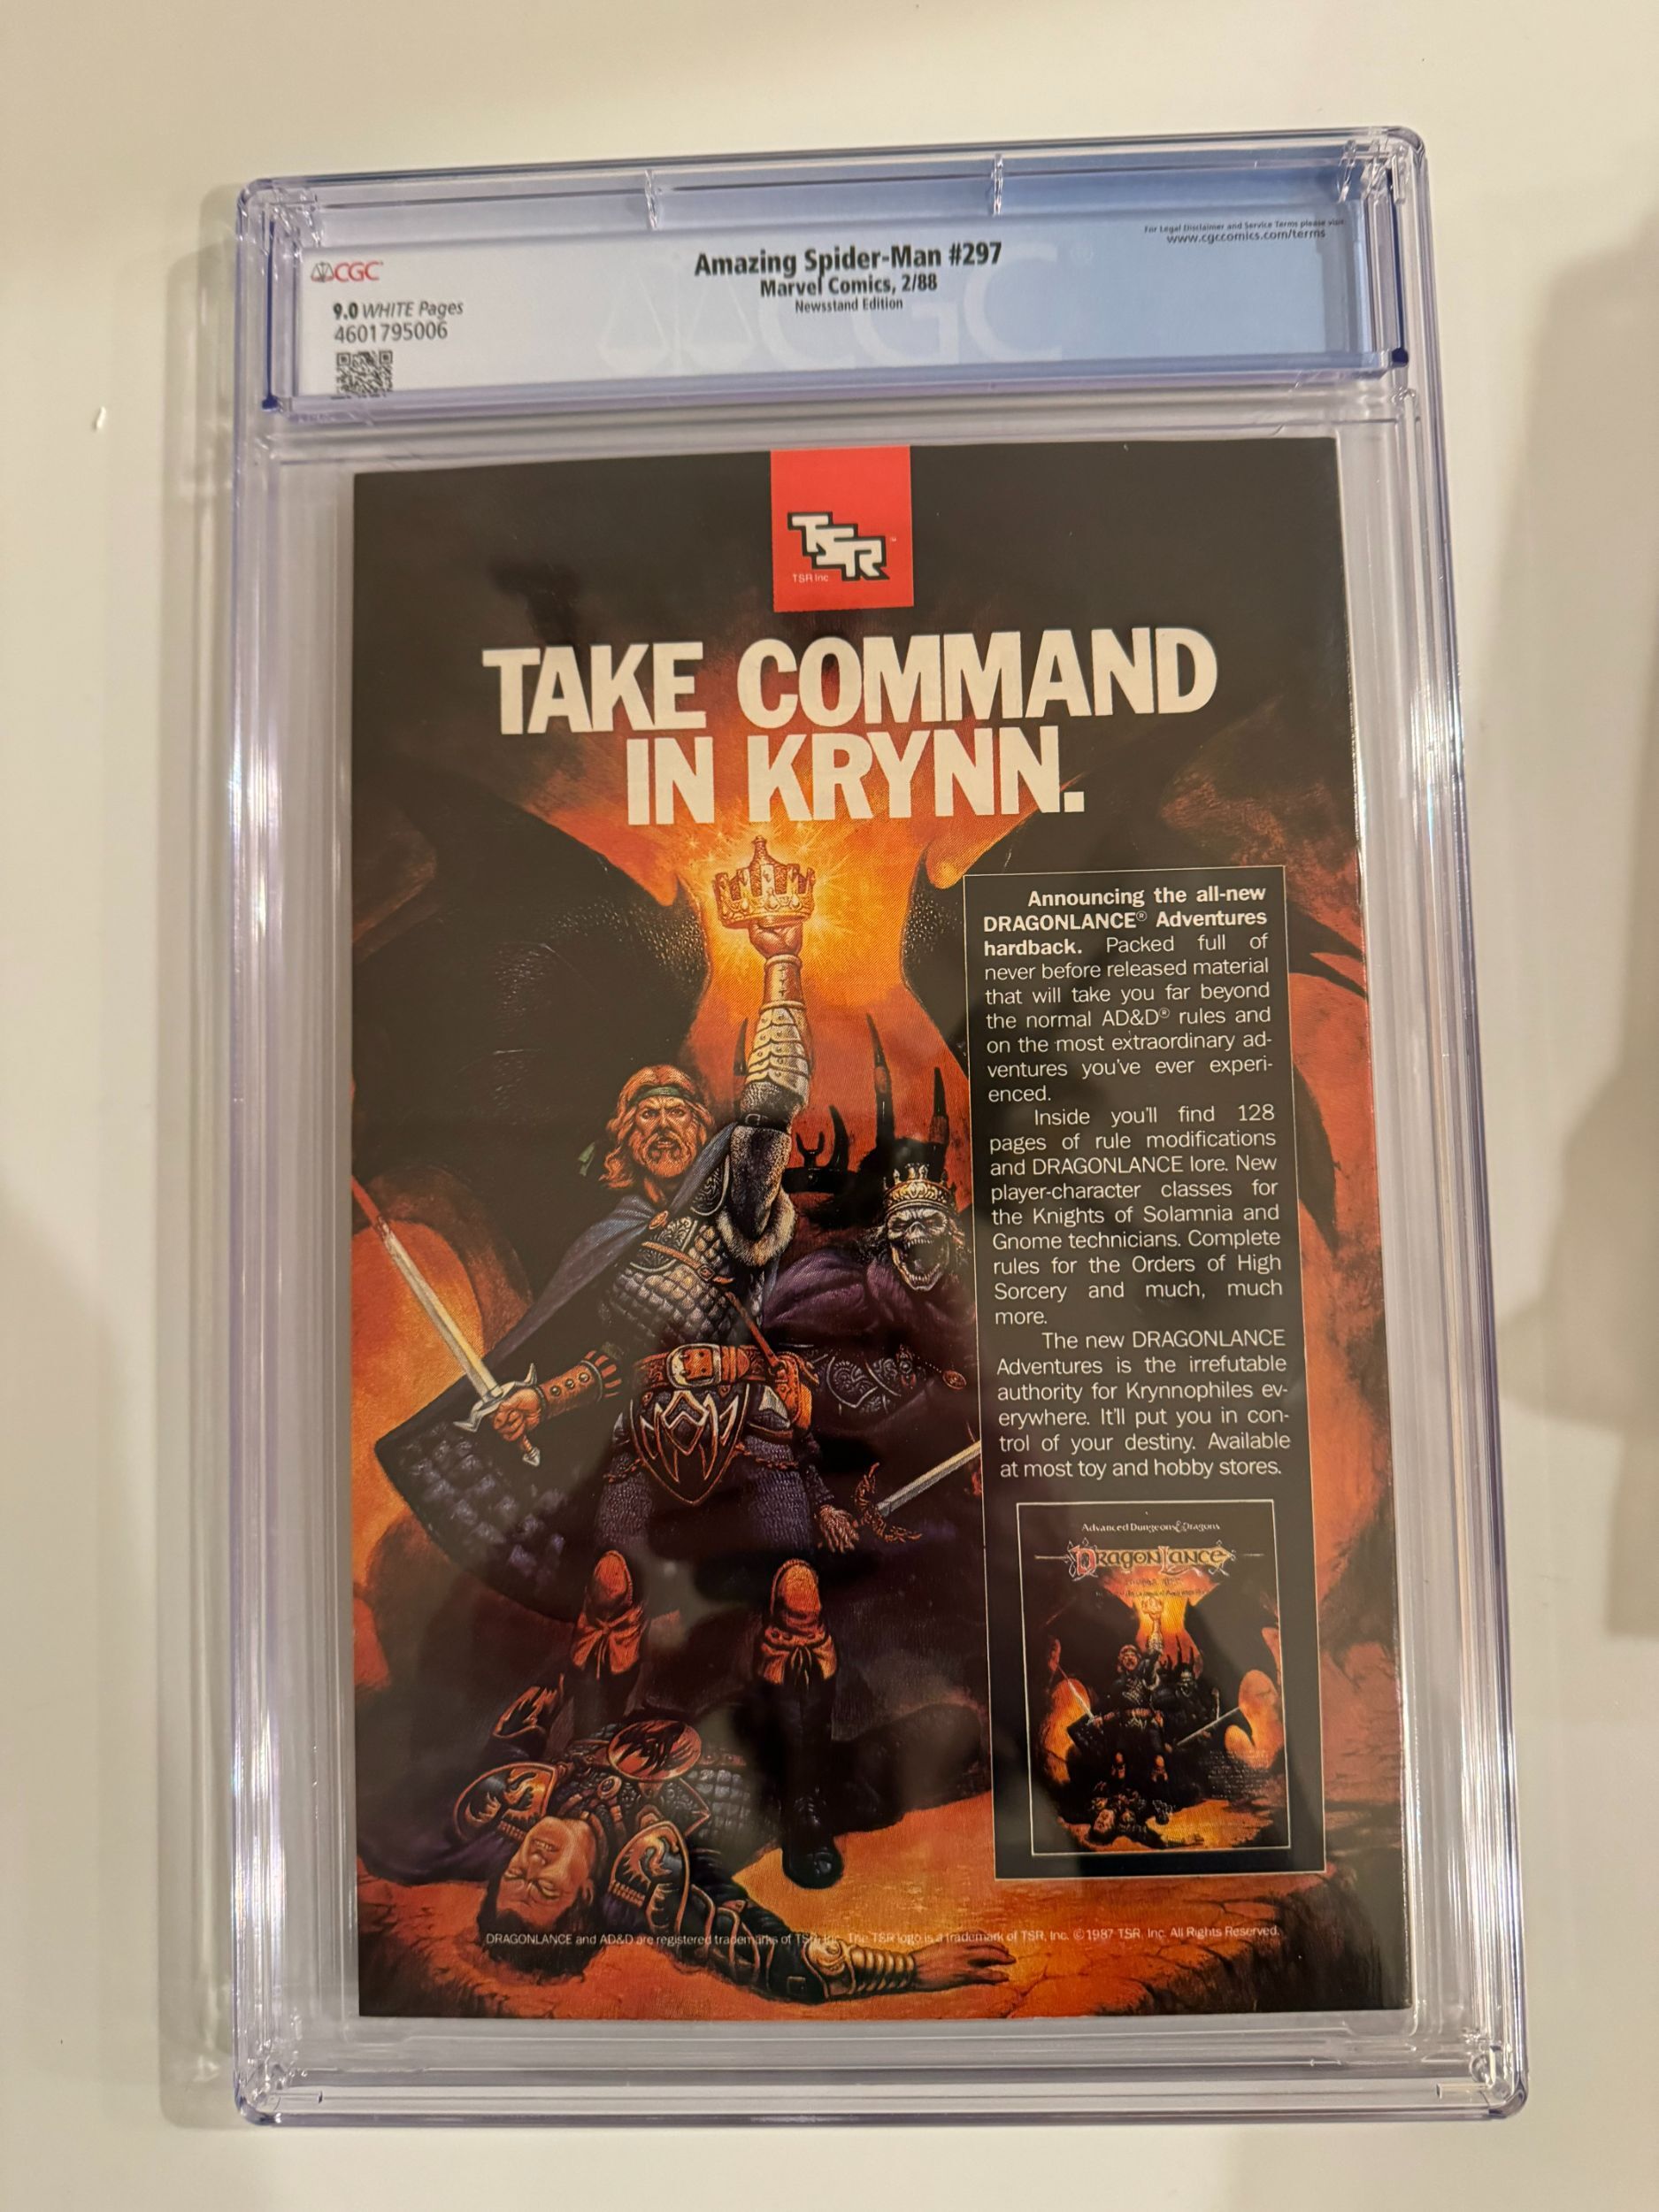 For Legal Disclaimer and Service Terms please visit
www.cgccomics.com/terms
CGC
Amazing Spider-Man #297
Marvel Comics, 2/88
Newsstand Edition
9.0 WHITE Pages
4601795006
CGC
TSR
TSR Inc
TAKE COMMAND
IN KRYNN.
Announcing the all-new
DRAGONLANCE® Adventures
hardback. Packed full of
never before released material
that will take you far beyond
the normal AD&D® rules and
on the most extraordinary ad-
ventures you've ever experi-
enced.
Inside you'll find 128
pages of rule modifications
and DRAGONLANCE lore. New
player-character classes for
the Knights of Solamnia and
Gnome technicians. Complete
rules for the Orders of High
Sorcery and much, much
more.
The new DRAGONLANCE
Adventures is the irrefutable
authority for Krynnophiles ev-
erywhere. It'll put you in con-
trol of your destiny. Available
at most toy and hobby stores.
Advanced Dungeons & Dragons
DRAGONLANCE
DRAGONLANCE and AD&D are registered trademarks of TSR, Inc. The TSR logo is a trademark of TSR, Inc. ©1987 TSR, Inc. All Rights Reserved.